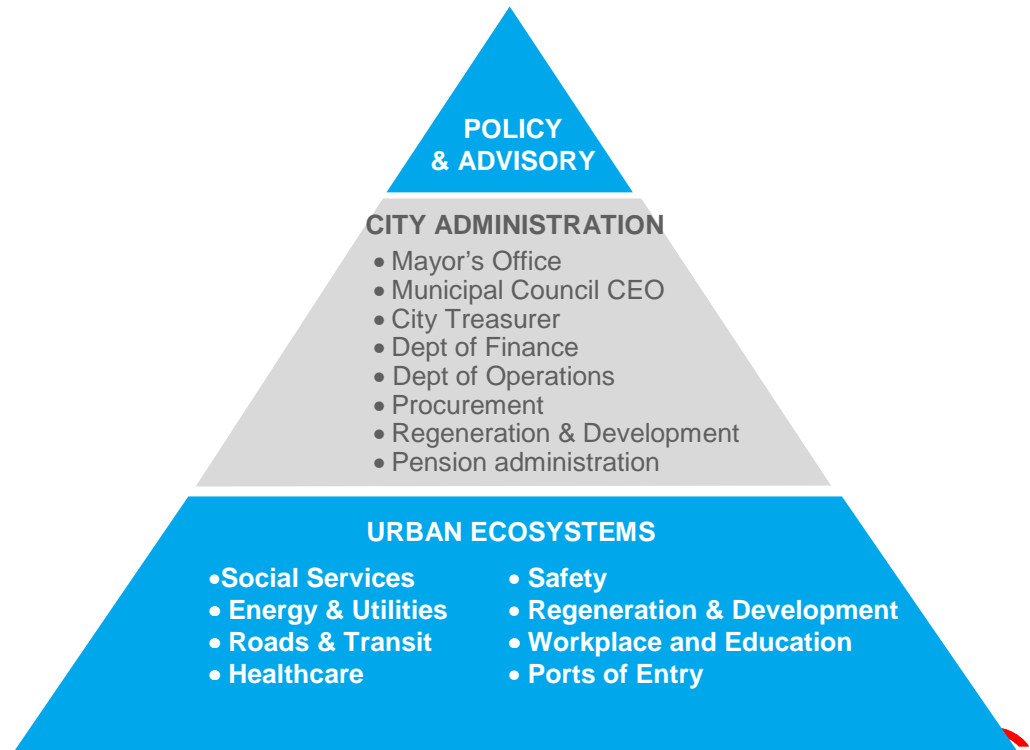 POLICY
& ADVISORY
CITY ADMINISTRATION
• Mayor’s Office
• Municipal Council CEO
• City Treasurer
• Dept of Finance
• Dept of Operations
• Procurement
• Regeneration & Development
• Pension administration
URBAN ECOSYSTEMS
•Social Services
• Energy & Utilities
• Roads & Transit
• Healthcare
• Safety
• Regeneration & Development
• Workplace and Education
• Ports of Entry